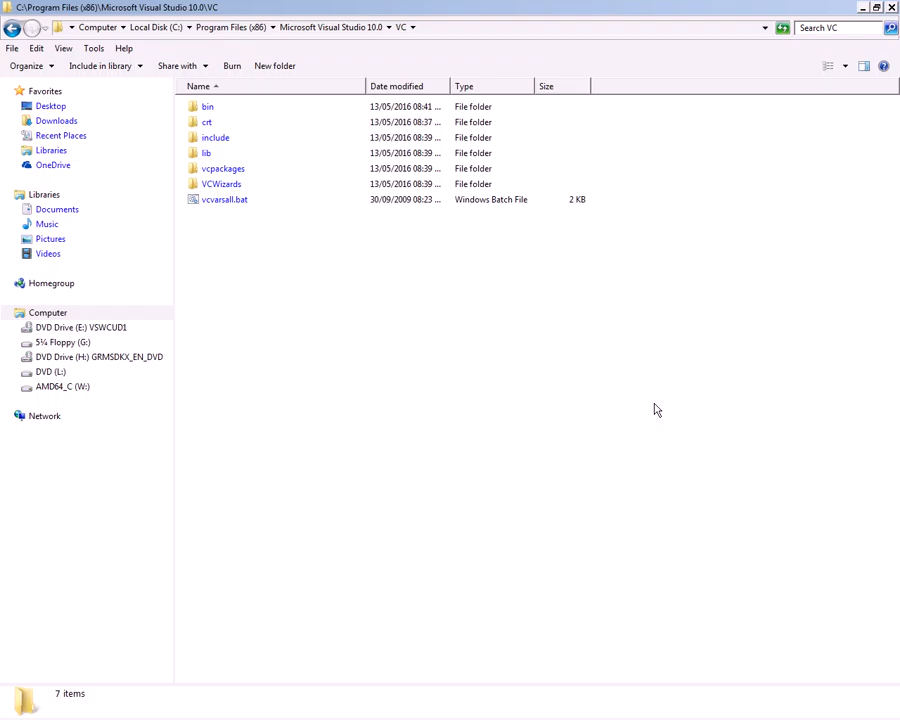 C:\Program Files (x86)\Microsoft Visual Studio 10.0\VC
Computer Local Disk (C:) Program Files (x86) Microsoft Visual Studio 10.0 VC Search VC
File Edit View Tools Help
Organize Include in library Share with Burn New folder
Favorites
Desktop
Downloads
Recent Places
Libraries
OneDrive
Libraries
Documents
Music
Pictures
Videos
Homegroup
Computer
DVD Drive (E:) VSWCUD1
5¼ Floppy (G:)
DVD Drive (H:) GRMSDKX_EN_DVD
DVD (L:)
AMD64_C (W:)
Network
Name Date modified Type Size
bin 13/05/2016 08:41 ... File folder
crt 13/05/2016 08:37 ... File folder
include 13/05/2016 08:39 ... File folder
lib 13/05/2016 08:39 ... File folder
vcpackages 13/05/2016 08:39 ... File folder
VCWizards 13/05/2016 08:39 ... File folder
vcvarsall.bat 30/09/2009 08:23 ... Windows Batch File 2 KB
7 items